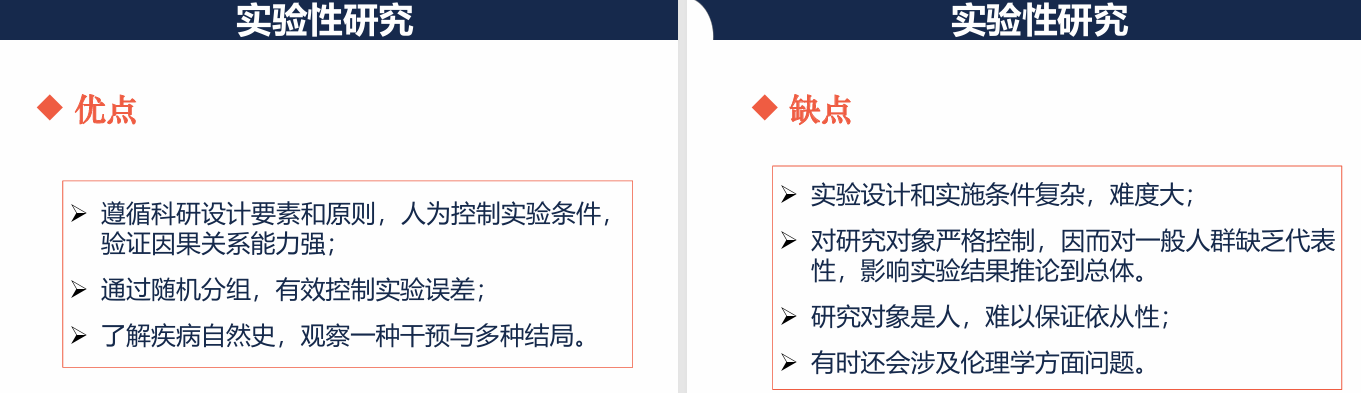 实验性研究
优点
遵循科研设计要素和原则，人为控制实验条件，
验证因果关系能力强；
通过随机分组，有效控制实验误差；
了解疾病自然史，观察一种干预与多种结局。
实验性研究
缺点
实验设计和实施条件复杂，难度大；
对研究对象严格控制，因而对一般人群缺乏代表
性，影响实验结果推论到总体。
研究对象是人，难以保证依从性；
有时还会涉及伦理学方面问题。